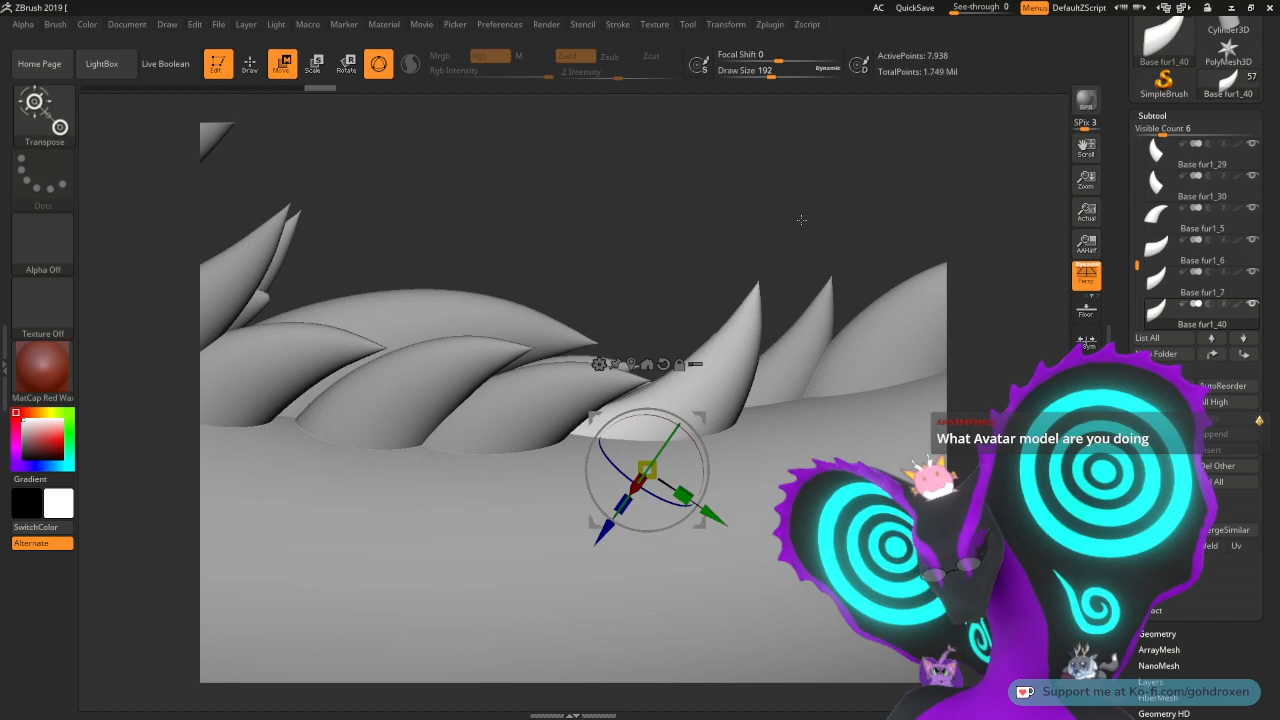 ZBrush 2019 [
AC QuickSave See-through 0 Menus DefaultZScript
Alpha Brush Color Document Draw Edit File Layer Light Macro Marker Material Movie Picker Preferences Render Stencil Stroke Texture Tool Transform Zplugin Zscript
Home Page LightBox Live Boolean Edit Draw Move Scale Rotate
Mrgb Rgb M Zadd Zsub Zcut
Rgb Intensity Z Intensity
Focal Shift 0
Draw Size 192 Dynamic
ActivePoints: 7,938
TotalPoints: 1.749 Mil
Transpose
Dots
Alpha Off
Texture Off
MatCap Red Wax
Gradient
SwitchColor
Alternate
BPR
SPix 3
Scroll
Zoom
Actual
AAHalf
Dynamic
Persp
Floor
Cylinder3D
Base fur1_40 PolyMesh3D
57
SimpleBrush Base fur1_40
Subtool
Visible Count 6
Base fur1_29
Base fur1_30
Base fur1_5
Base fur1_6
Base fur1_7
Base fur1_40
List All
Folder
AutoReorder
All High
Append
Insert
Del Other
All
MergeSimilar
Weld Uv
Geometry
ArrayMesh
NanoMesh
Layers
FiberMesh
Geometry HD
What Avatar model are you doing
Support me at Ko-fi.com/gohdroxen